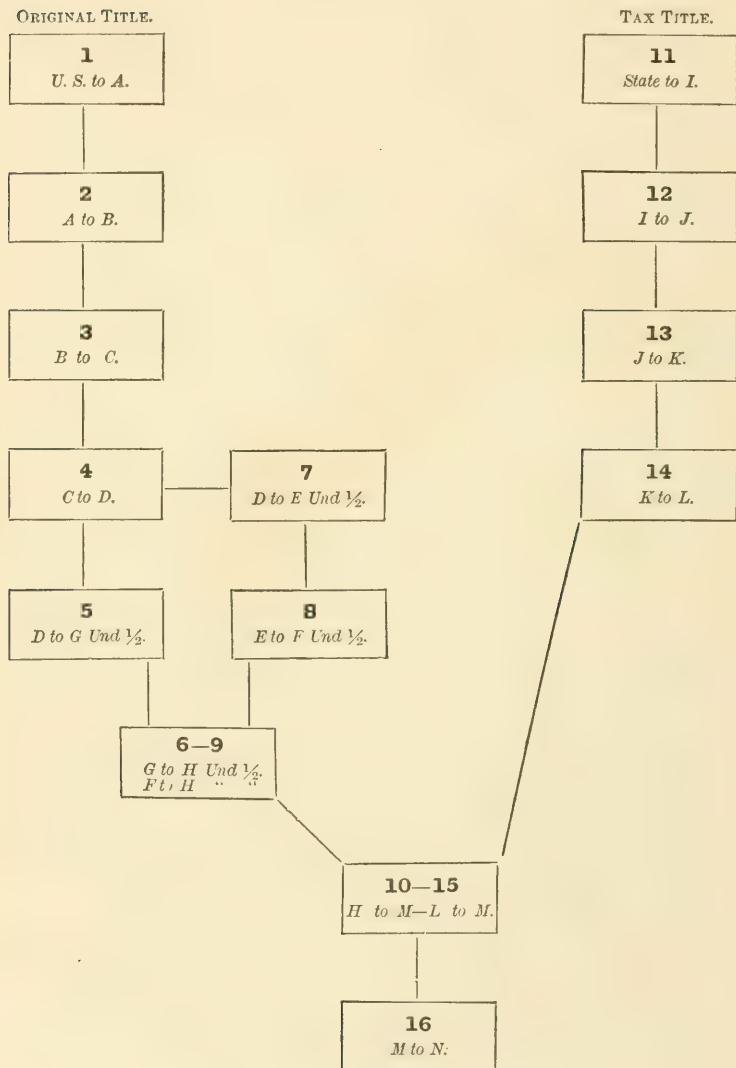 ORIGINAL TITLE.
TAX TITLE.
1
U. S. to A.
11
State to I.
2
A to B.
12
I to J.
3
B to C.
13
J to K.
4
C to D.
7
D to E Und ½.
14
K to L.
5
D to G Und ½.
8
E to F Und ½.
6—9
G to H Und ½.
F to H " "
10—15
H to M—L to M.
16
M to N.